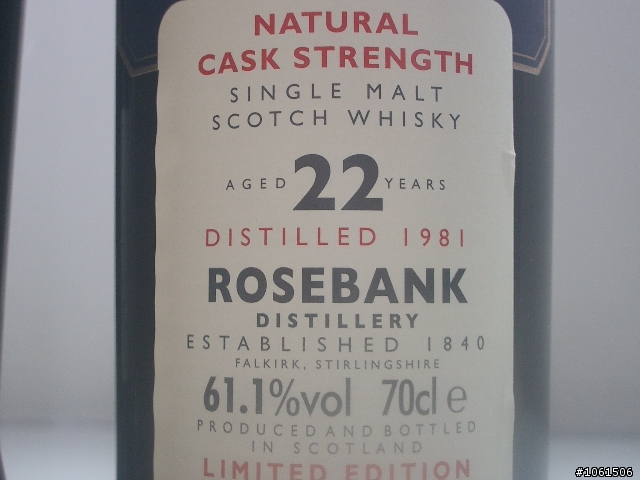 NATURAL
CASK STRENGTH
SINGLE MALT
SCOTCH WHISKY
AGED 22 YEARS
DISTILLED 1981
ROSEBANK
DISTILLERY
ESTABLISHED 1840
FALKIRK, STIRLINGSHIRE
61.1%vol 70cl e
PRODUCED AND BOTTLED
IN SCOTLAND
LIMITED EDITION
#1061506